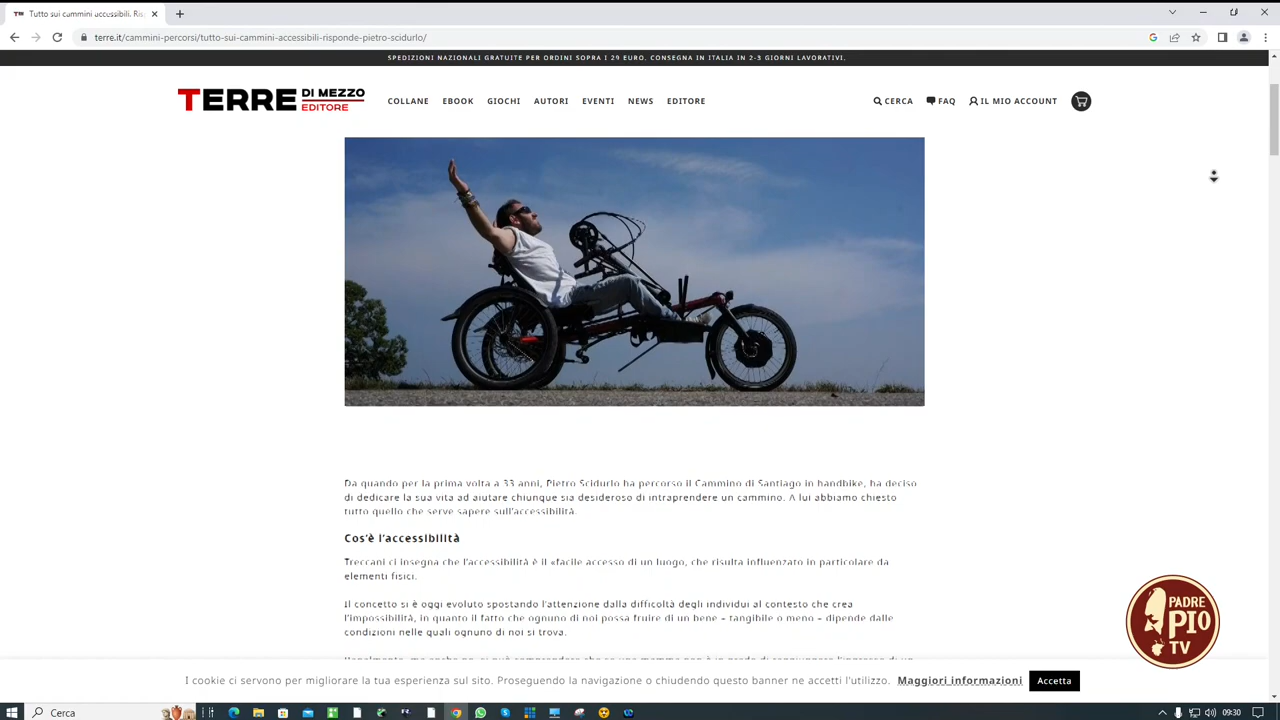 Tutto sui cammini accessibili. Ris
terre.it/cammini-percorsi/tutto-sui-cammini-accessibili-risponde-pietro-scidurlo/
SPEDIZIONI NAZIONALI GRATUITE PER ORDINI SOPRA I 29 EURO. CONSEGNA IN ITALIA IN 2-3 GIORNI LAVORATIVI.
TERRE DI MEZZO EDITORE
COLLANE EBOOK GIOCHI AUTORI EVENTI NEWS EDITORE
CERCA FAQ IL MIO ACCOUNT
Da quando per la prima volta a 33 anni, Pietro Scidurlo ha percorso il Cammino di Santiago in handbike, ha deciso
di dedicare la sua vita ad aiutare chiunque sia desideroso di intraprendere un cammino. A lui abbiamo chiesto
tutto quello che serve sapere sull'accessibilità.
Cos'è l'accessibilità
Treccani ci insegna che l'accessibilità è il «facile accesso di un luogo, che risulta influenzato in particolare da
elementi fisici.
Il concetto si è oggi evoluto spostando l'attenzione dalla difficoltà degli individui al contesto che crea
l'impossibilità, in quanto il fatto che ognuno di noi possa fruire di un bene – tangibile o meno – dipende dalle
condizioni nelle quali ognuno di noi si trova.
PADRE
PIO
TV
I cookie ci servono per migliorare la tua esperienza sul sito. Proseguendo la navigazione o chiudendo questo banner ne accetti l'utilizzo. Maggiori informazioni Accetta
Cerca
09:30